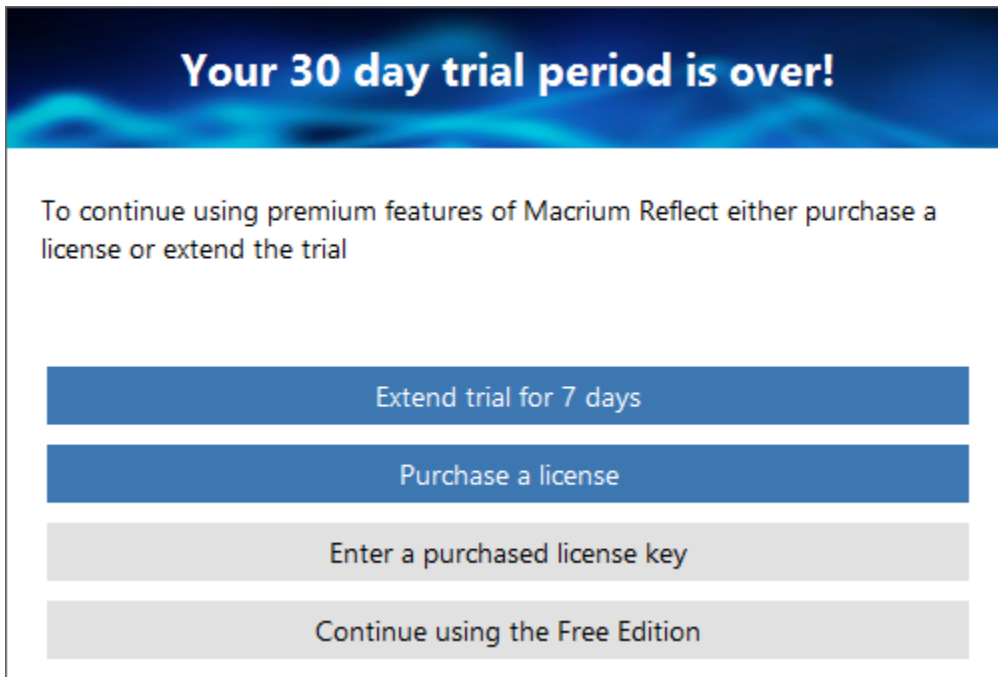 Your 30 day trial period is over!
To continue using premium features of Macrium Reflect either purchase a
license or extend the trial
Extend trial for 7 days
Purchase a license
Enter a purchased license key
Continue using the Free Edition